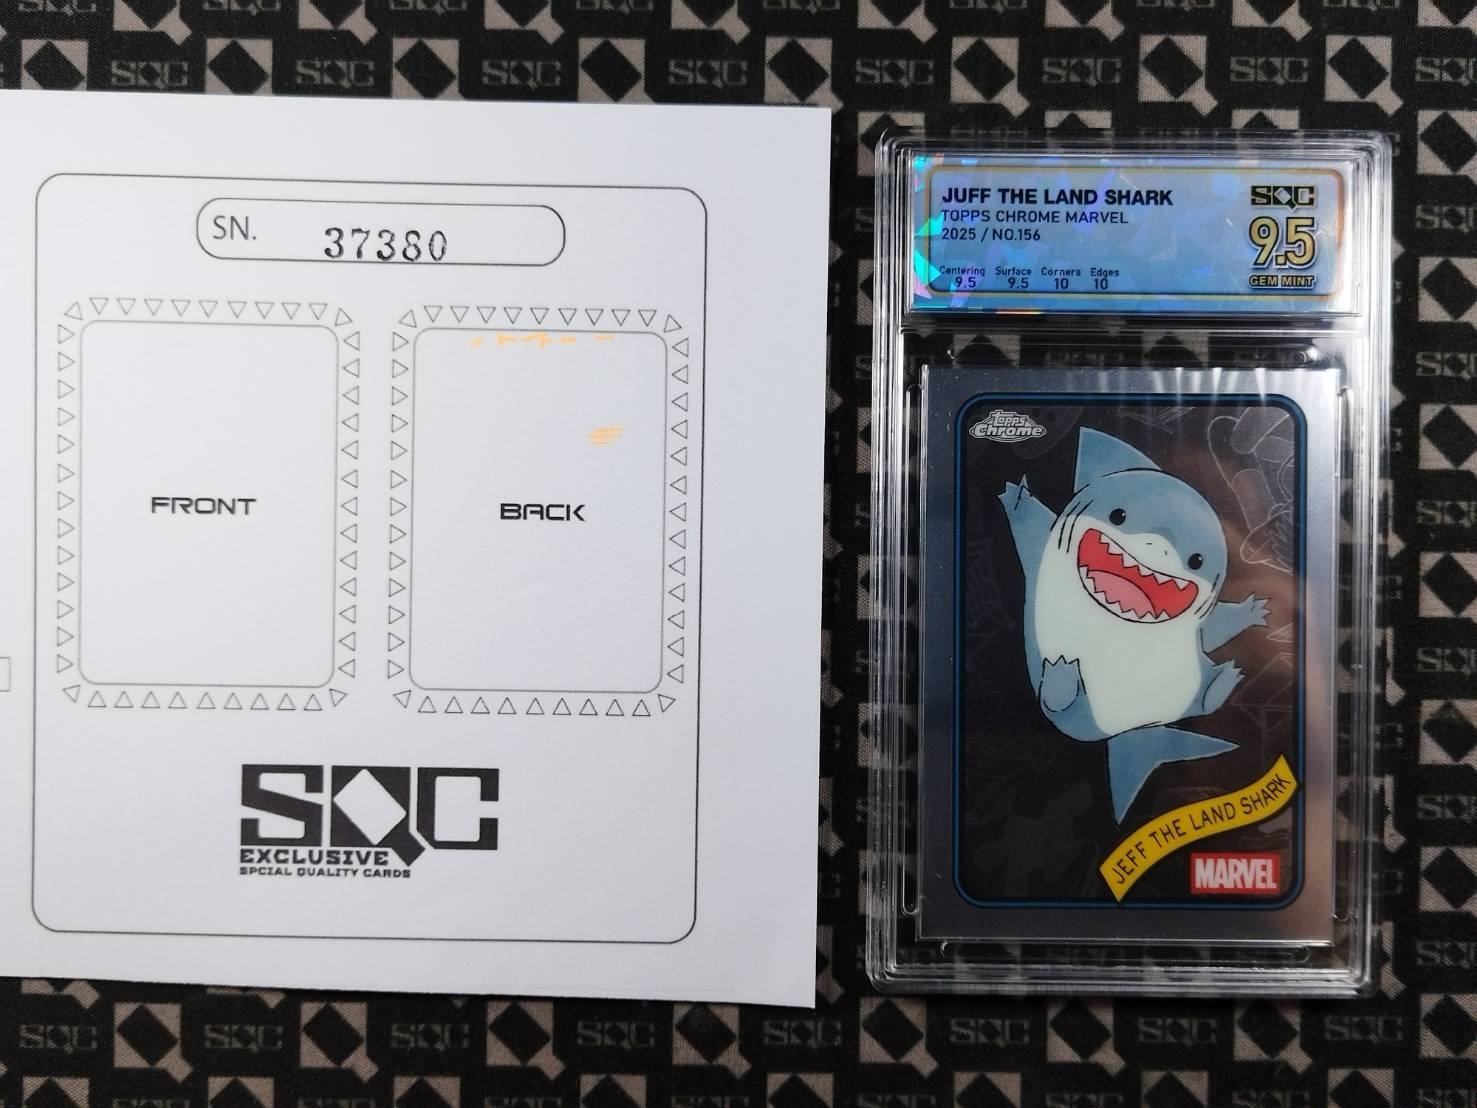 SN. 37380
FRONT
BACK
SQC
EXCLUSIVE
SPCIAL QUALITY CARDS
JUFF THE LAND SHARK
TOPPS CHROME MARVEL
2025 / NO.156
Centering Surface Corners Edges
9.5 9.5 10 10
SQC
9.5
GEM MINT
topps
Chrome
JEFF THE LAND SHARK
MARVEL